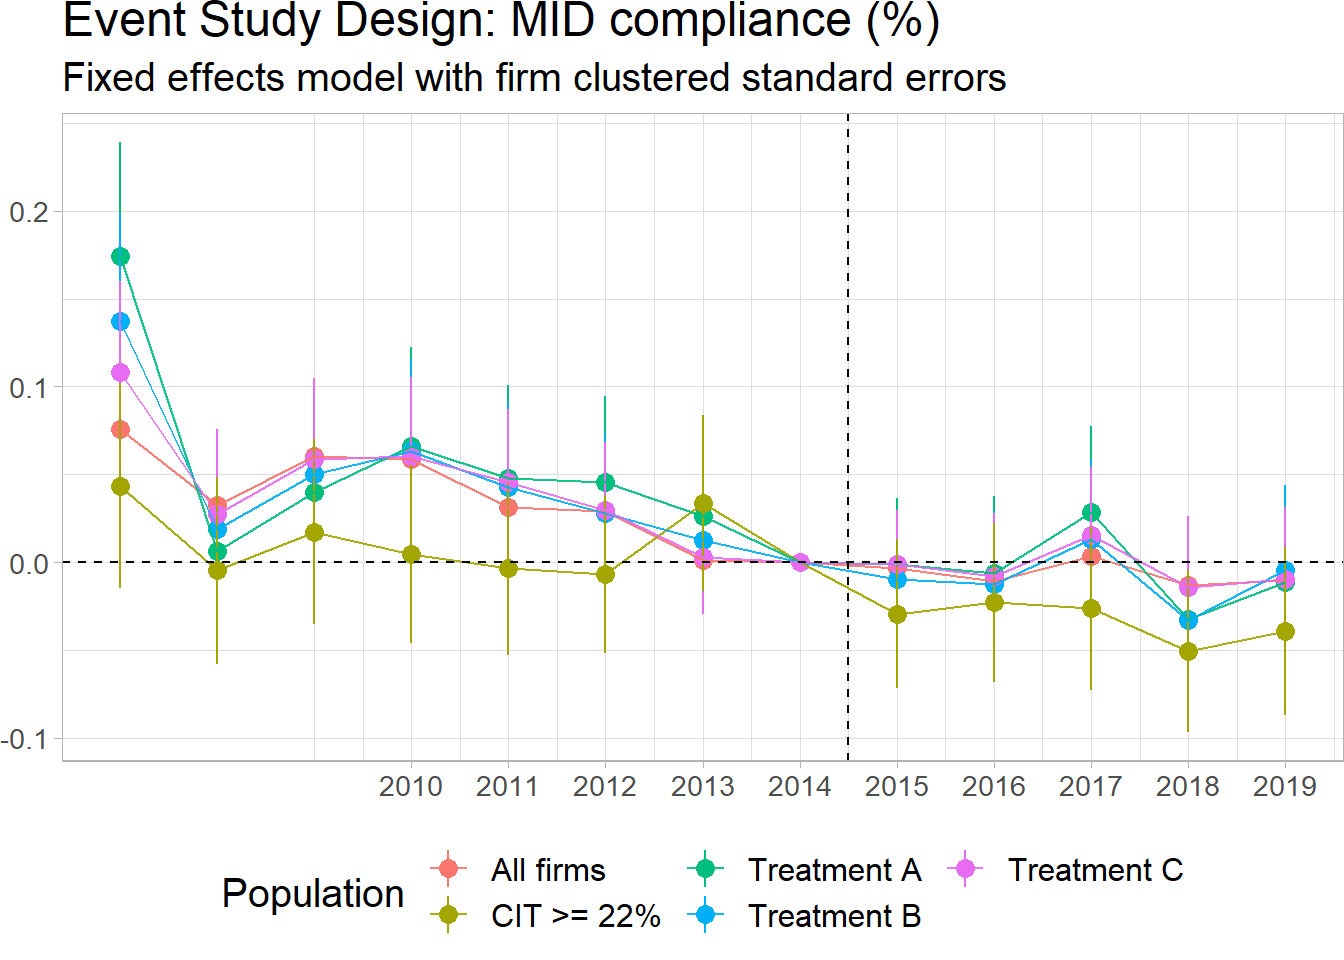 Event Study Design: MID compliance (%)
Fixed effects model with firm clustered standard errors
0.2
0.1
0.0
-0.1
2010 2011 2012 2013 2014 2015 2016 2017 2018 2019
Population
All firms Treatment A Treatment C
CIT >= 22% Treatment B